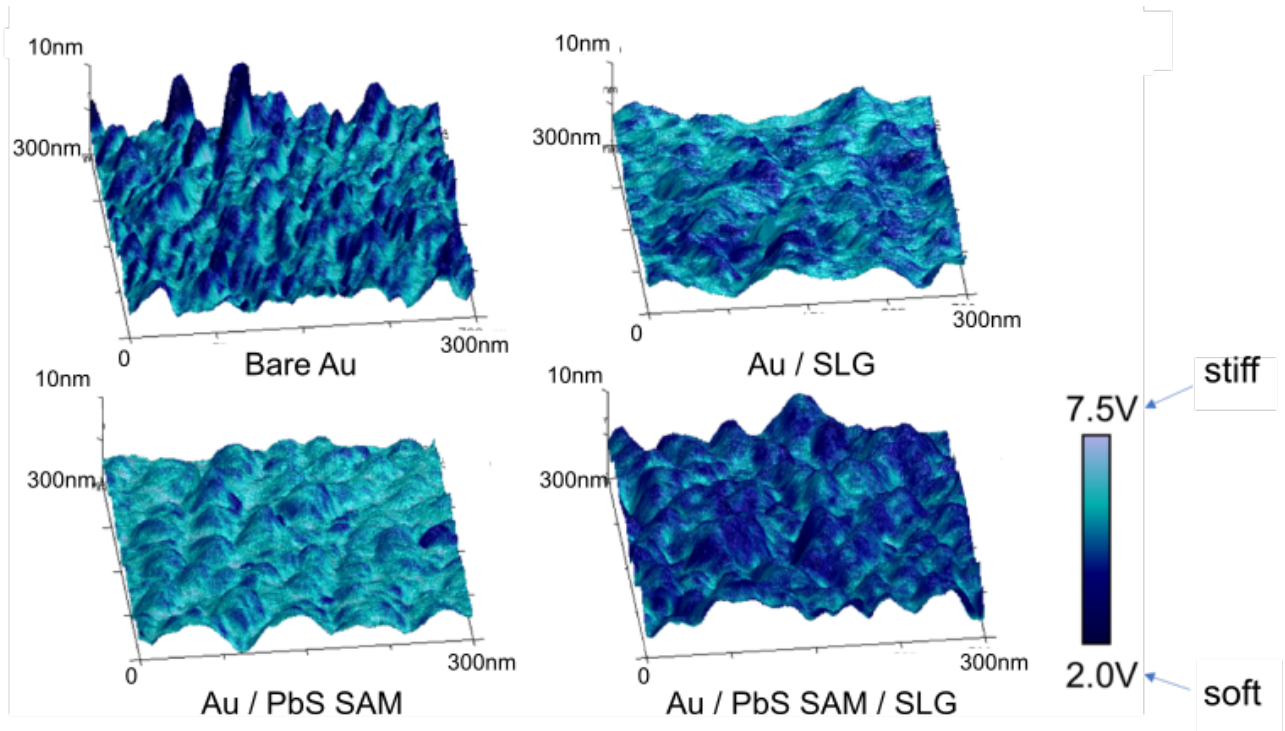 10nm
300nm
0
300nm
Bare Au
10nm
300nm
0
300nm
Au / SLG
10nm
300nm
0
300nm
Au / PbS SAM
10nm
300nm
0
300nm
Au / PbS SAM / SLG
stiff
7.5V
2.0V
soft